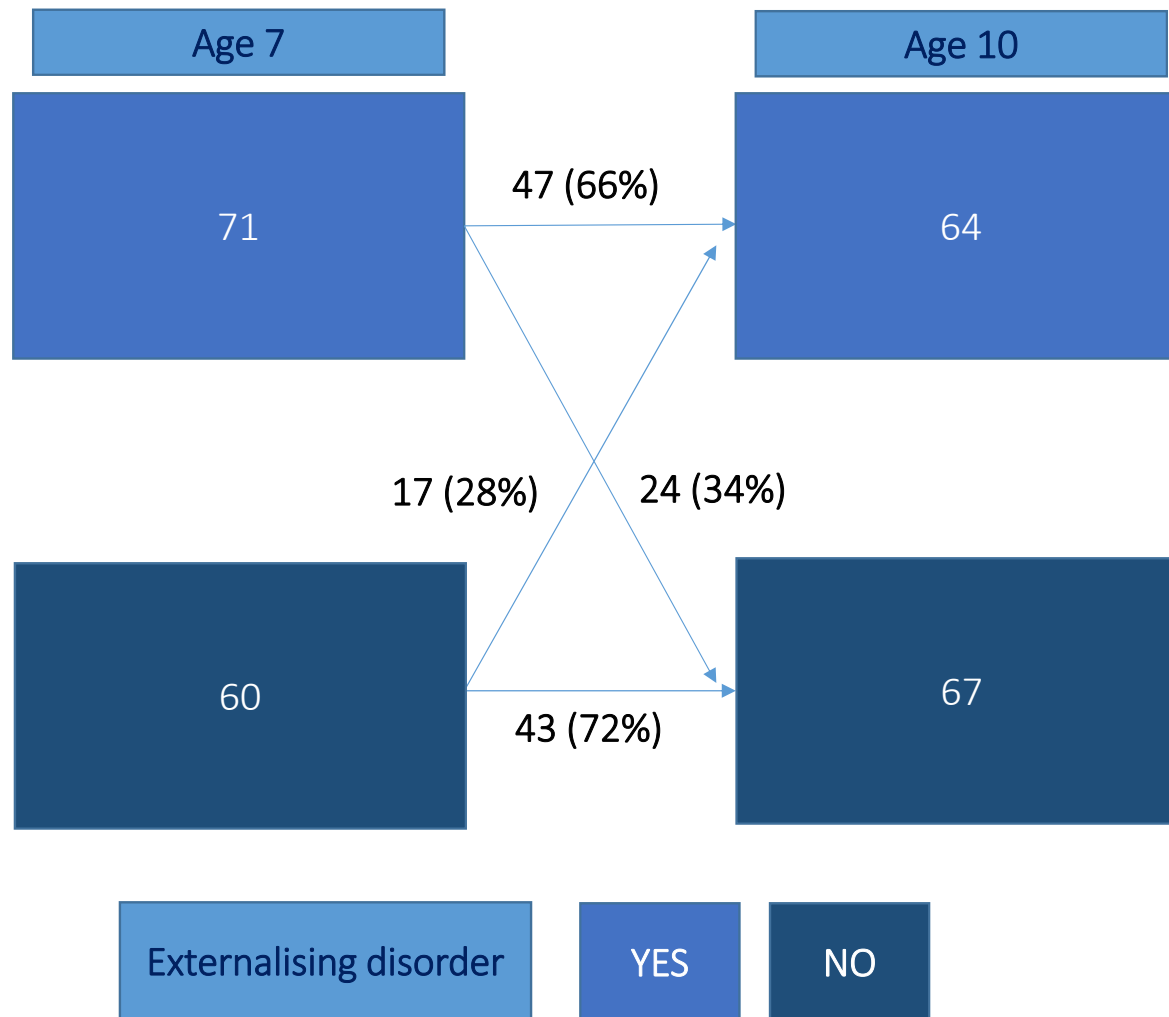 Age 7
Age 10
47 (66%)
71
64
17 (28%)
24 (34%)
60
67
43 (72%)
Externalising disorder
YES
NO